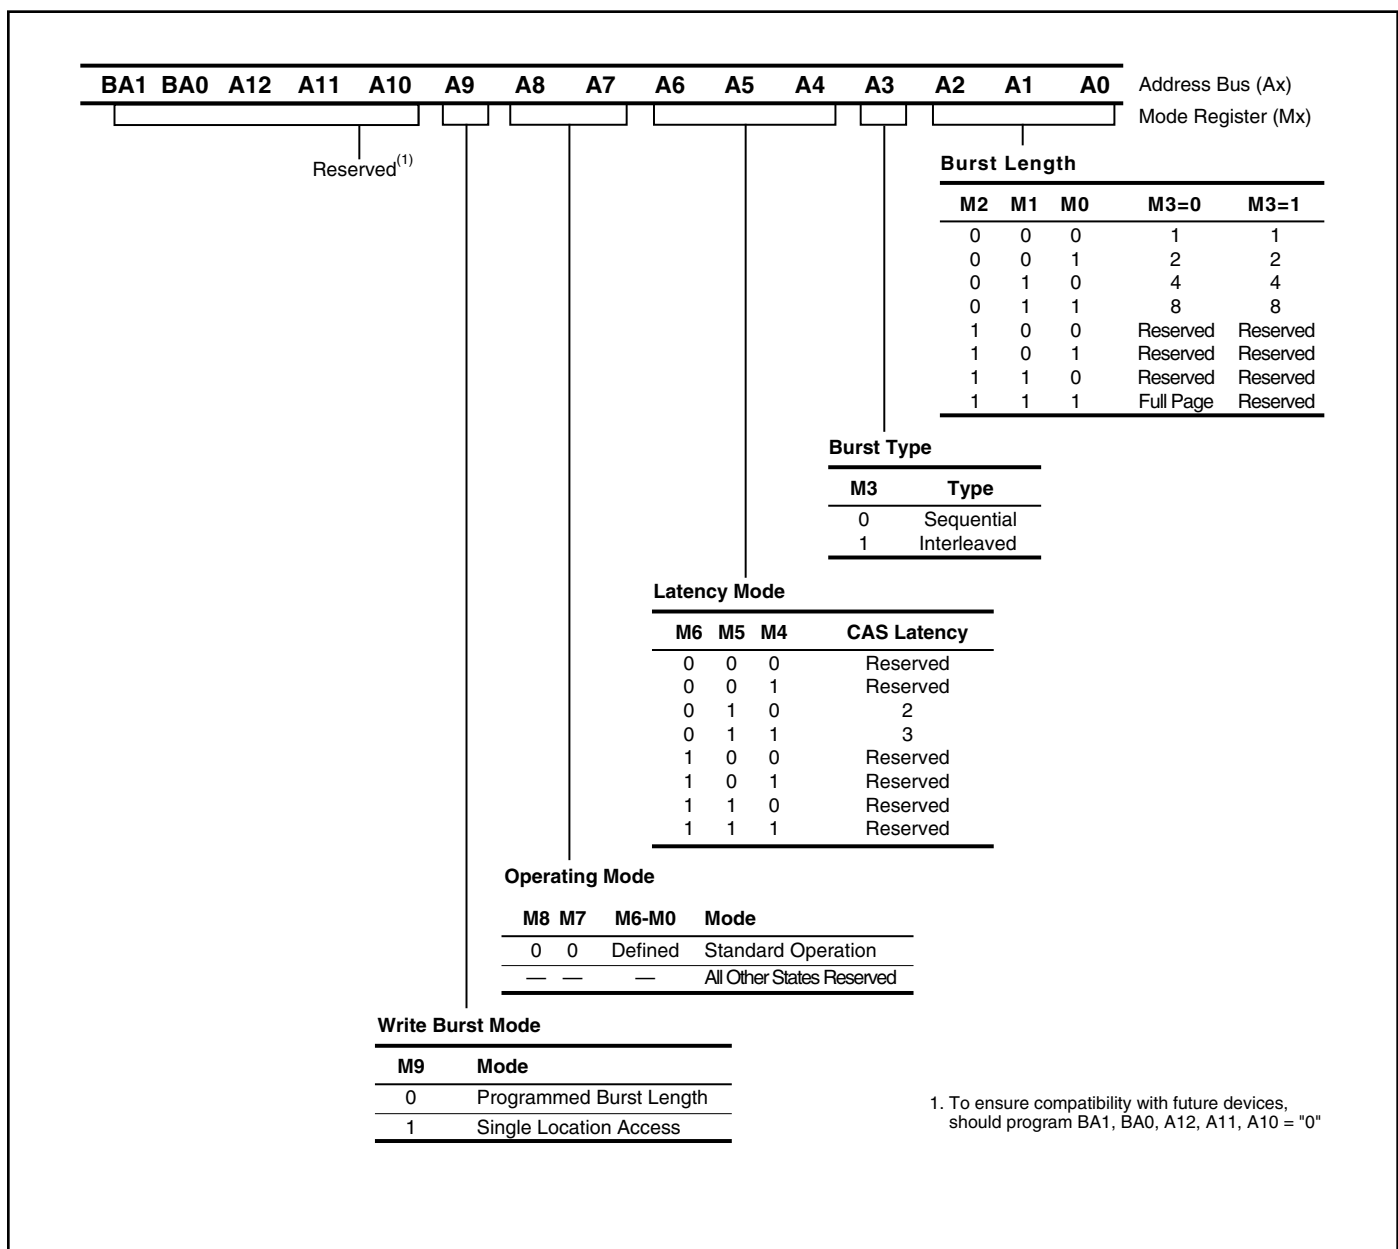 BA1 BA0 A12 A11 A10 A9 A8 A7 A6 A5 A4 A3 A2 A1 A0 Address Bus (Ax)
Mode Register (Mx)
Reserved(1)
Burst Length
M2 M1 M0 M3=0 M3=1
0 0 0 1 1
0 0 1 2 2
0 1 0 4 4
0 1 1 8 8
1 0 0 Reserved Reserved
1 0 1 Reserved Reserved
1 1 0 Reserved Reserved
1 1 1 Full Page Reserved
Burst Type
M3 Type
0 Sequential
1 Interleaved
Latency Mode
M6 M5 M4 CAS Latency
0 0 0 Reserved
0 0 1 Reserved
0 1 0 2
0 1 1 3
1 0 0 Reserved
1 0 1 Reserved
1 1 0 Reserved
1 1 1 Reserved
Operating Mode
M8 M7 M6-M0 Mode
0 0 Defined Standard Operation
— — — All Other States Reserved
Write Burst Mode
M9 Mode
0 Programmed Burst Length
1 Single Location Access
1. To ensure compatibility with future devices,
should program BA1, BA0, A12, A11, A10 = "0"